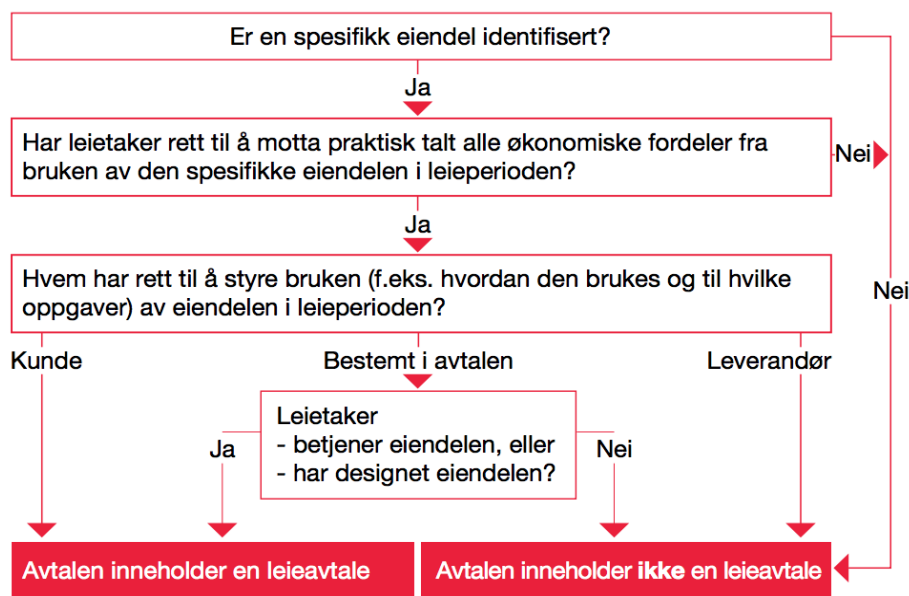 Er en spesifikk eiendel identifisert?
Ja
Har leietaker rett til å motta praktisk talt alle økonomiske fordeler fra
bruken av den spesifikke eiendelen i leieperioden?
Nei
Ja
Hvem har rett til å styre bruken (f.eks. hvordan den brukes og til hvilke
oppgaver) av eiendelen i leieperioden?
Nei
Kunde
Bestemt i avtalen
Leverandør
Leietaker
- betjener eiendelen, eller
- har designet eiendelen?
Ja
Nei
Avtalen inneholder en leieavtale
Avtalen inneholder ikke en leieavtale